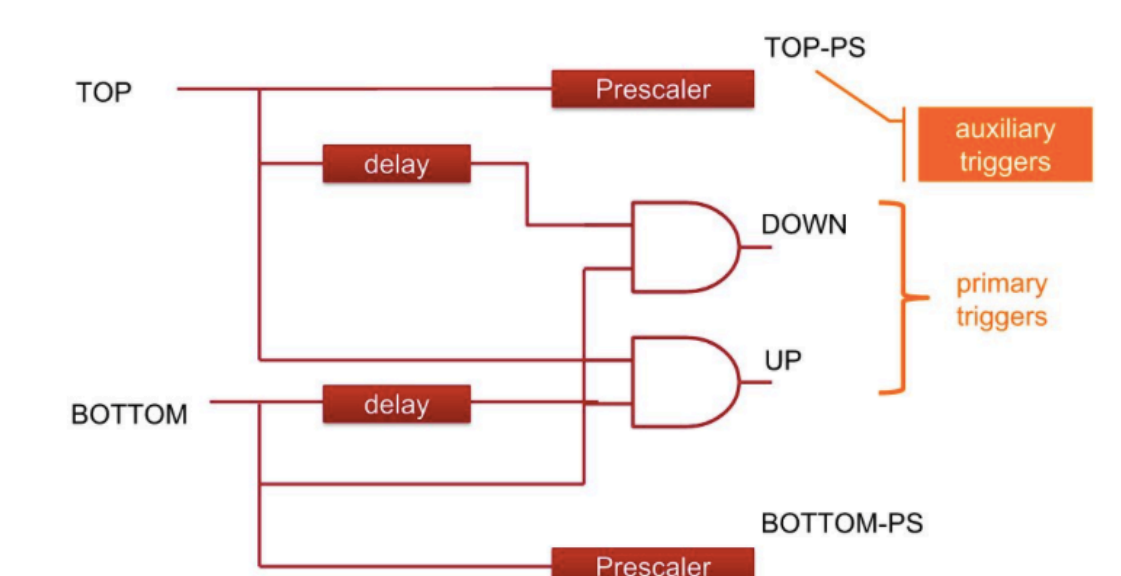 TOP-PS
TOP
Prescaler
auxiliary
triggers
delay
DOWN
primary
triggers
UP
delay
BOTTOM
BOTTOM-PS
Prescaler